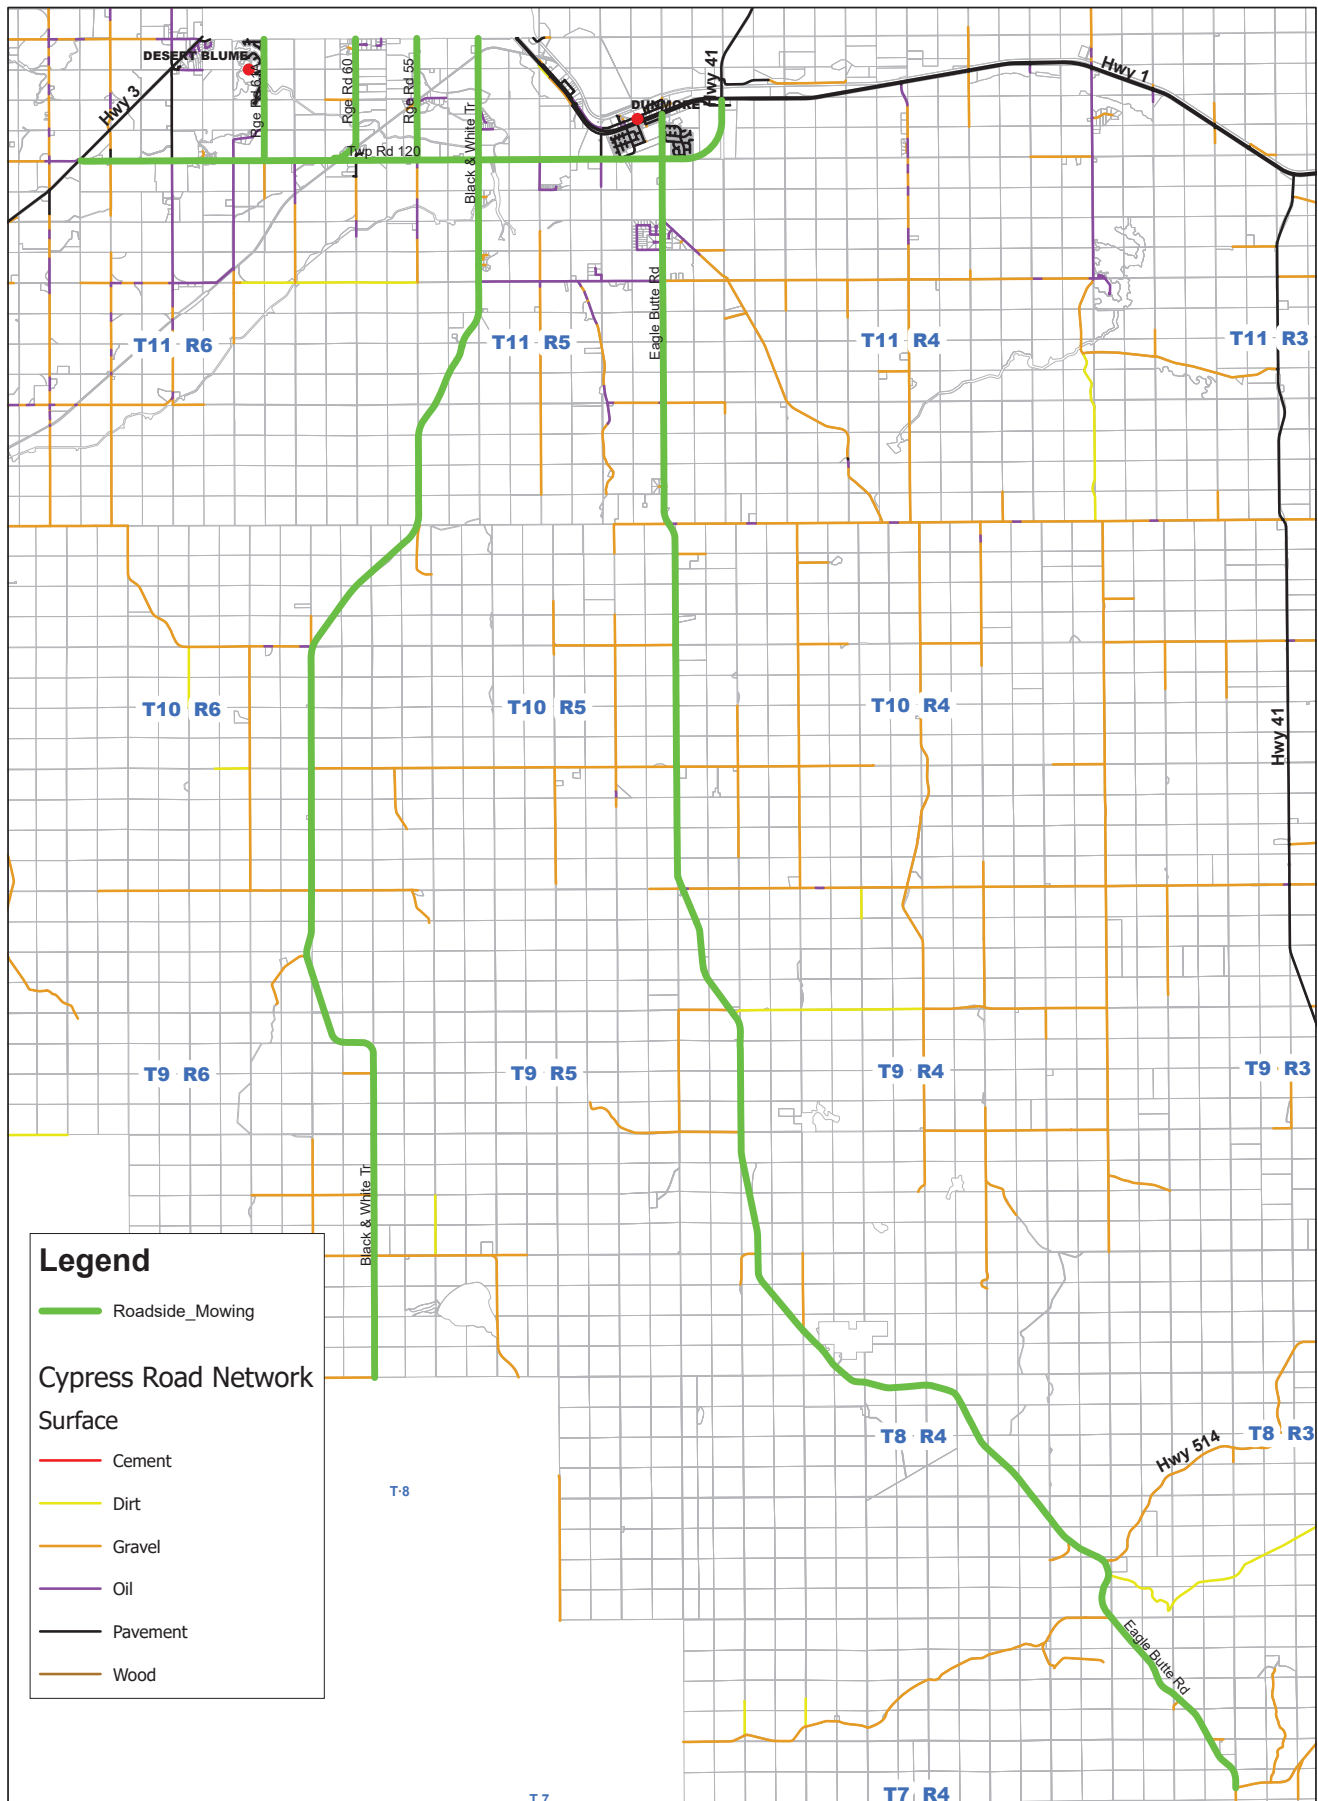 DESERT BLUME
Hwy 3
Rge Rd 60
Rge Rd 55
Black & White Tr
Twp Rd 120
DUNMORE
Hwy 41
Hwy 1
Eagle Butte Rd
T11 R6
T11 R5
T11 R4
T11 R3
T10 R6
T10 R5
T10 R4
Hwy 41
T9 R6
T9 R5
T9 R4
T9 R3
Black & White Tr
T8 R4
T8 R3
Hwy 514
T-8
Eagle Butte Rd
T7 R4
T 7
Legend
Roadside_Mowing
Cypress Road Network
Surface
Cement
Dirt
Gravel
Oil
Pavement
Wood